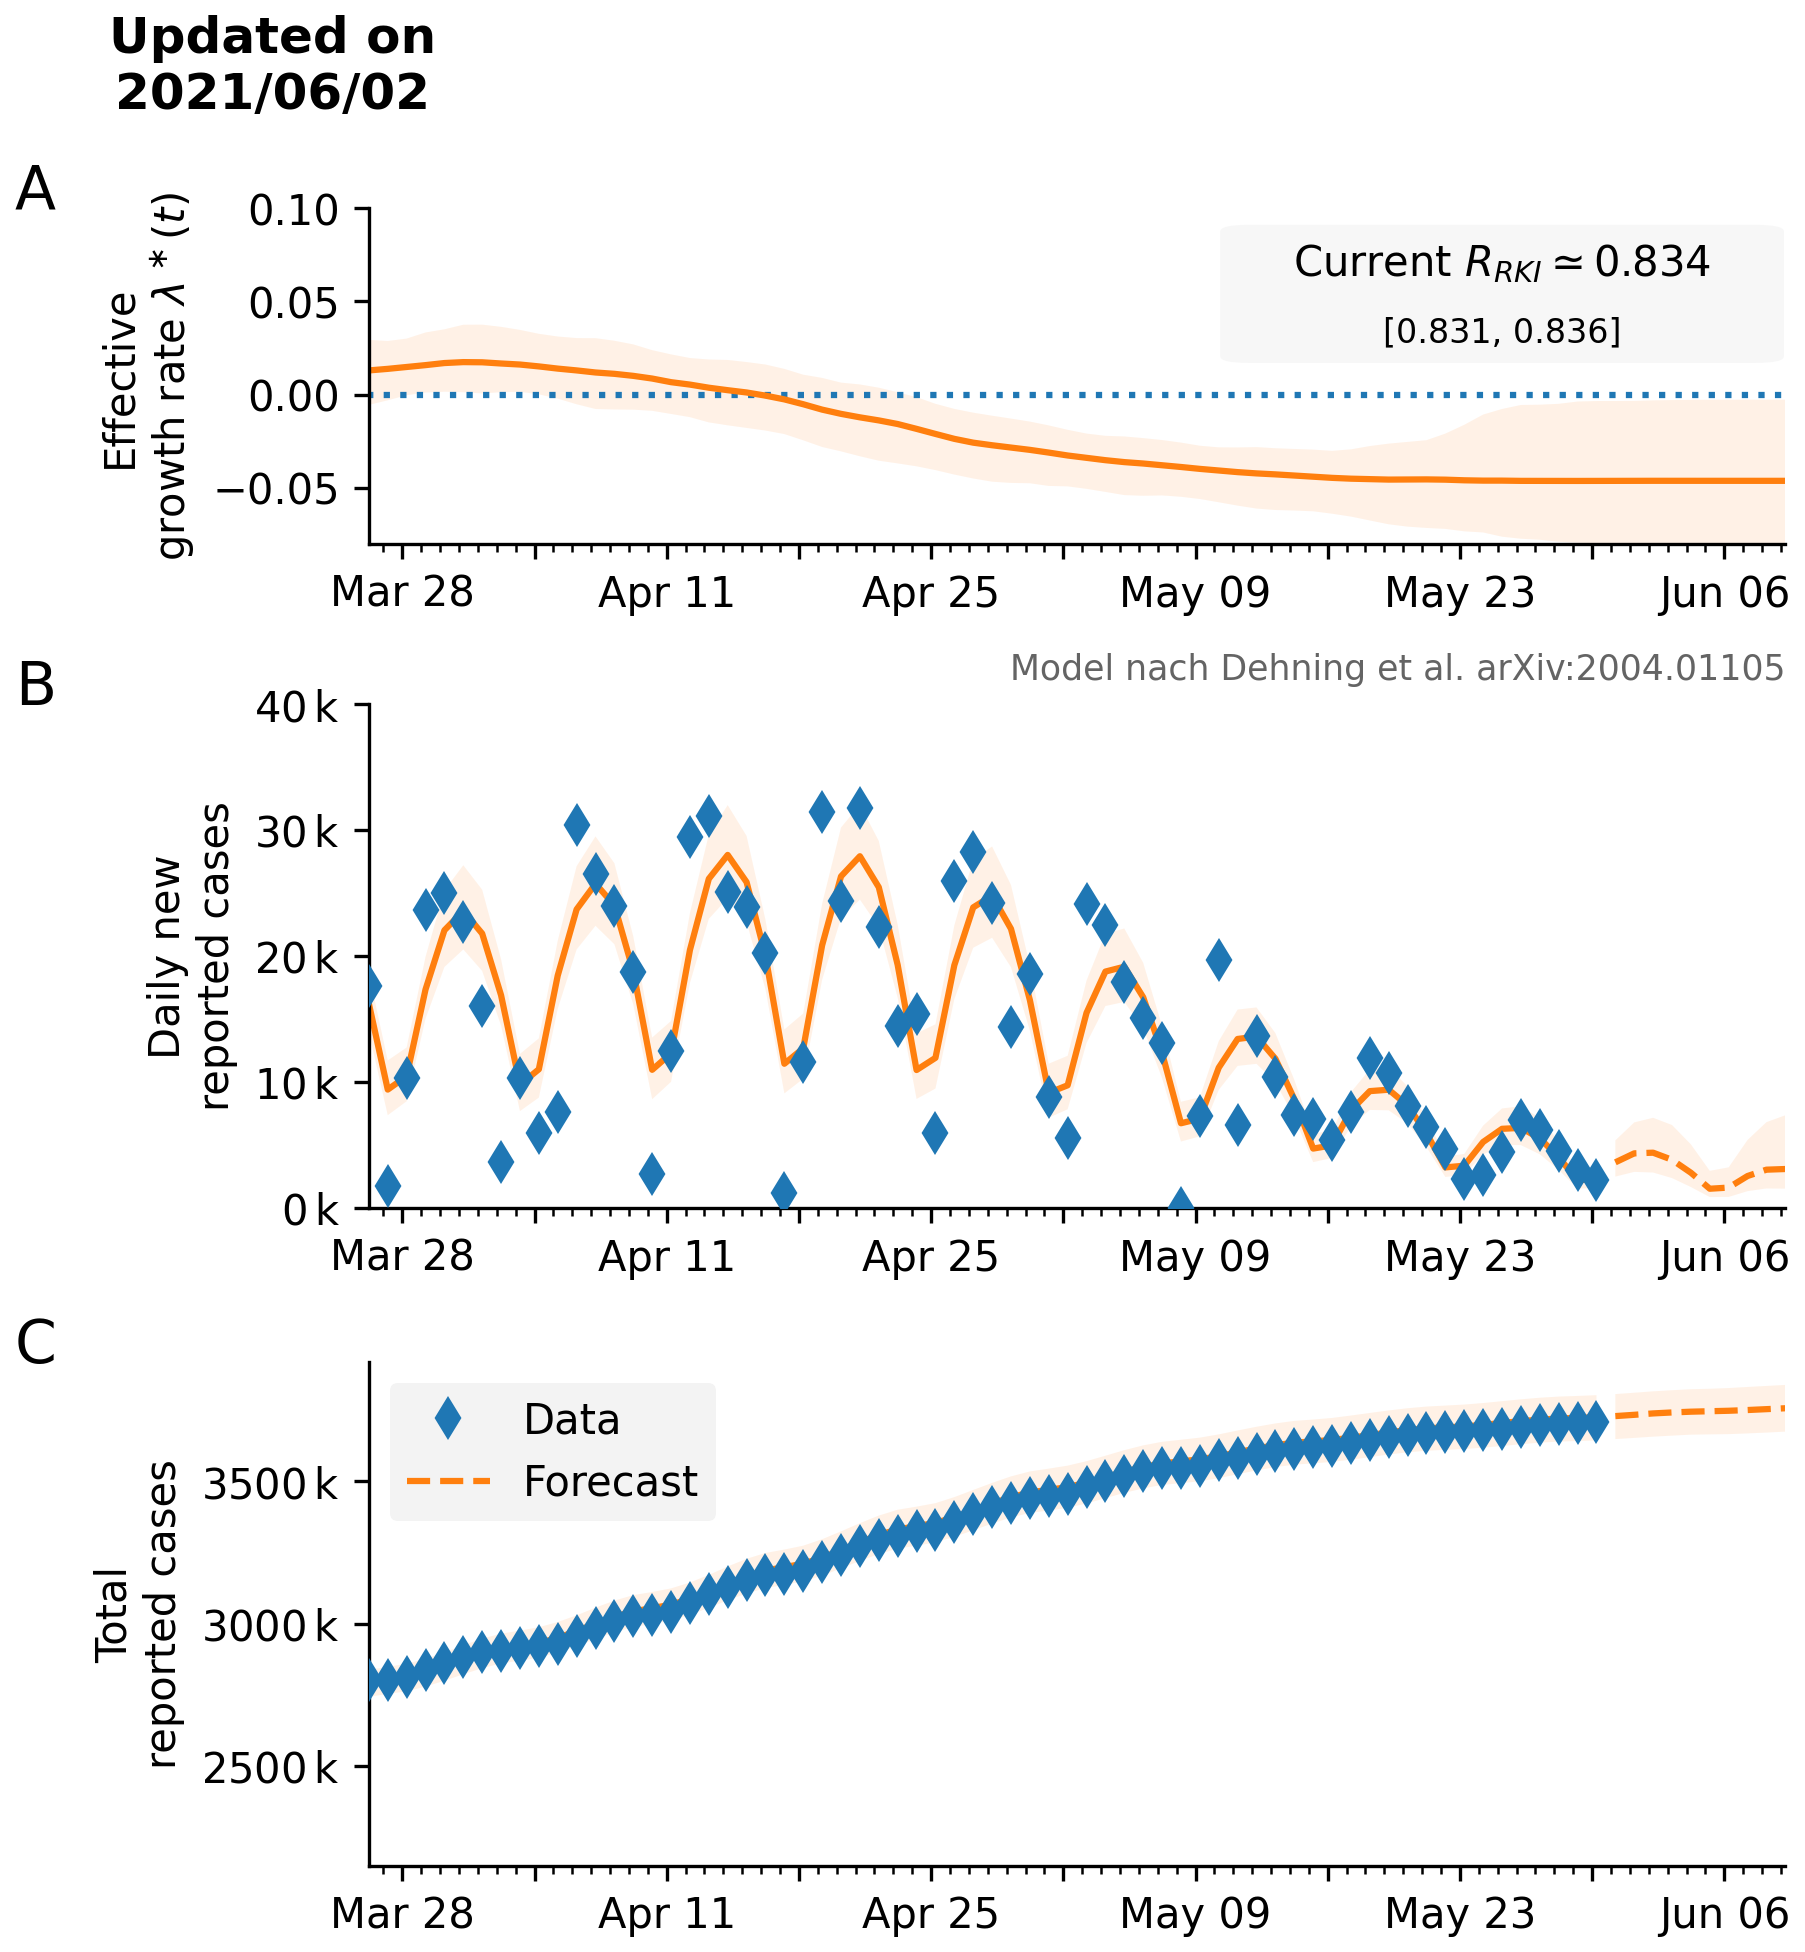 Updated on
2021/06/02
A
Effective
growth rate λ * (t)
0.10
0.05
0.00
−0.05
Current R_RKI ≃ 0.834
[0.831, 0.836]
Mar 28 Apr 11 Apr 25 May 09 May 23 Jun 06
Model nach Dehning et al. arXiv:2004.01105
B
Daily new
reported cases
40 k
30 k
20 k
10 k
0 k
Mar 28 Apr 11 Apr 25 May 09 May 23 Jun 06
C
Total
reported cases
Data
Forecast
3500 k
3000 k
2500 k
Mar 28 Apr 11 Apr 25 May 09 May 23 Jun 06